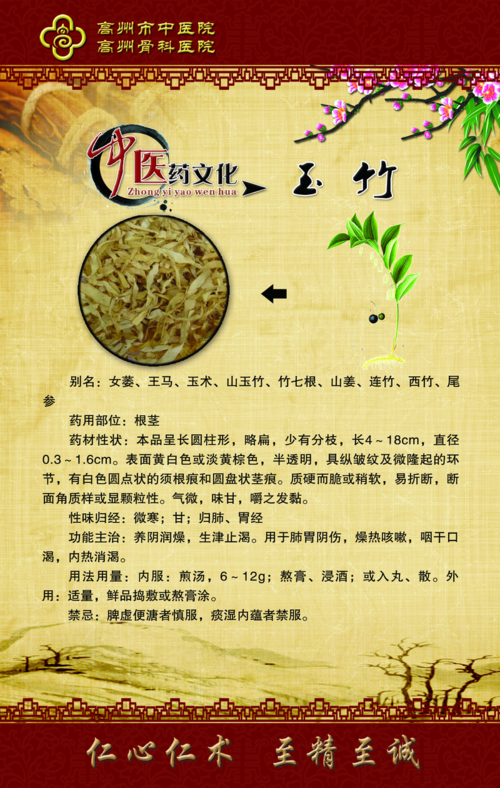 高州市中医院
高州骨科医院
中医药文化
Zhong yi yao wen hua
玉竹
别名：女萎、王马、玉术、山玉竹、竹七根、山姜、连竹、西竹、尾
参
药用部位：根茎
药材性状：本品呈长圆柱形，略扁，少有分枝，长4～18cm，直径
0.3～1.6cm。表面黄白色或淡黄棕色，半透明，具纵皱纹及微隆起的环
节，有白色圆点状的须根痕和圆盘状茎痕。质硬而脆或稍软，易折断，断
面角质样或显颗粒性。气微，味甘，嚼之发黏。
性味归经：微寒；甘；归肺、胃经
功能主治：养阴润燥，生津止渴。用于肺胃阴伤，燥热咳嗽，咽干口
渴，内热消渴。
用法用量：内服：煎汤，6～12g；熬膏、浸酒；或入丸、散。外
用：适量，鲜品捣敷或熬膏涂。
禁忌：脾虚便溏者慎服，痰湿内蕴者禁服。
仁心仁术 至精至诚